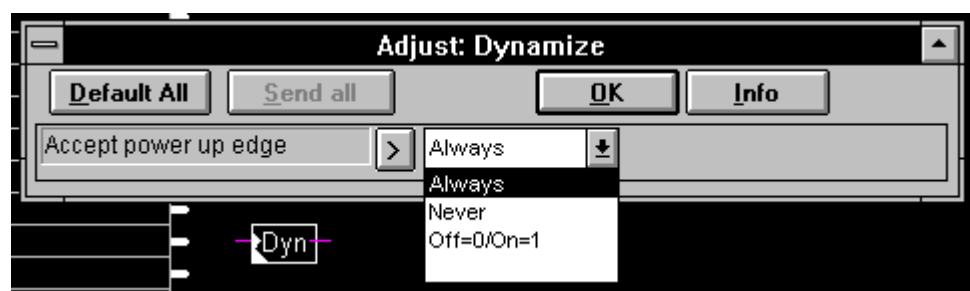 Adjust: Dynamize
Default All Send all OK Info
Accept power up edge > Always
Always
Never
Off=0/On=1
Dyn